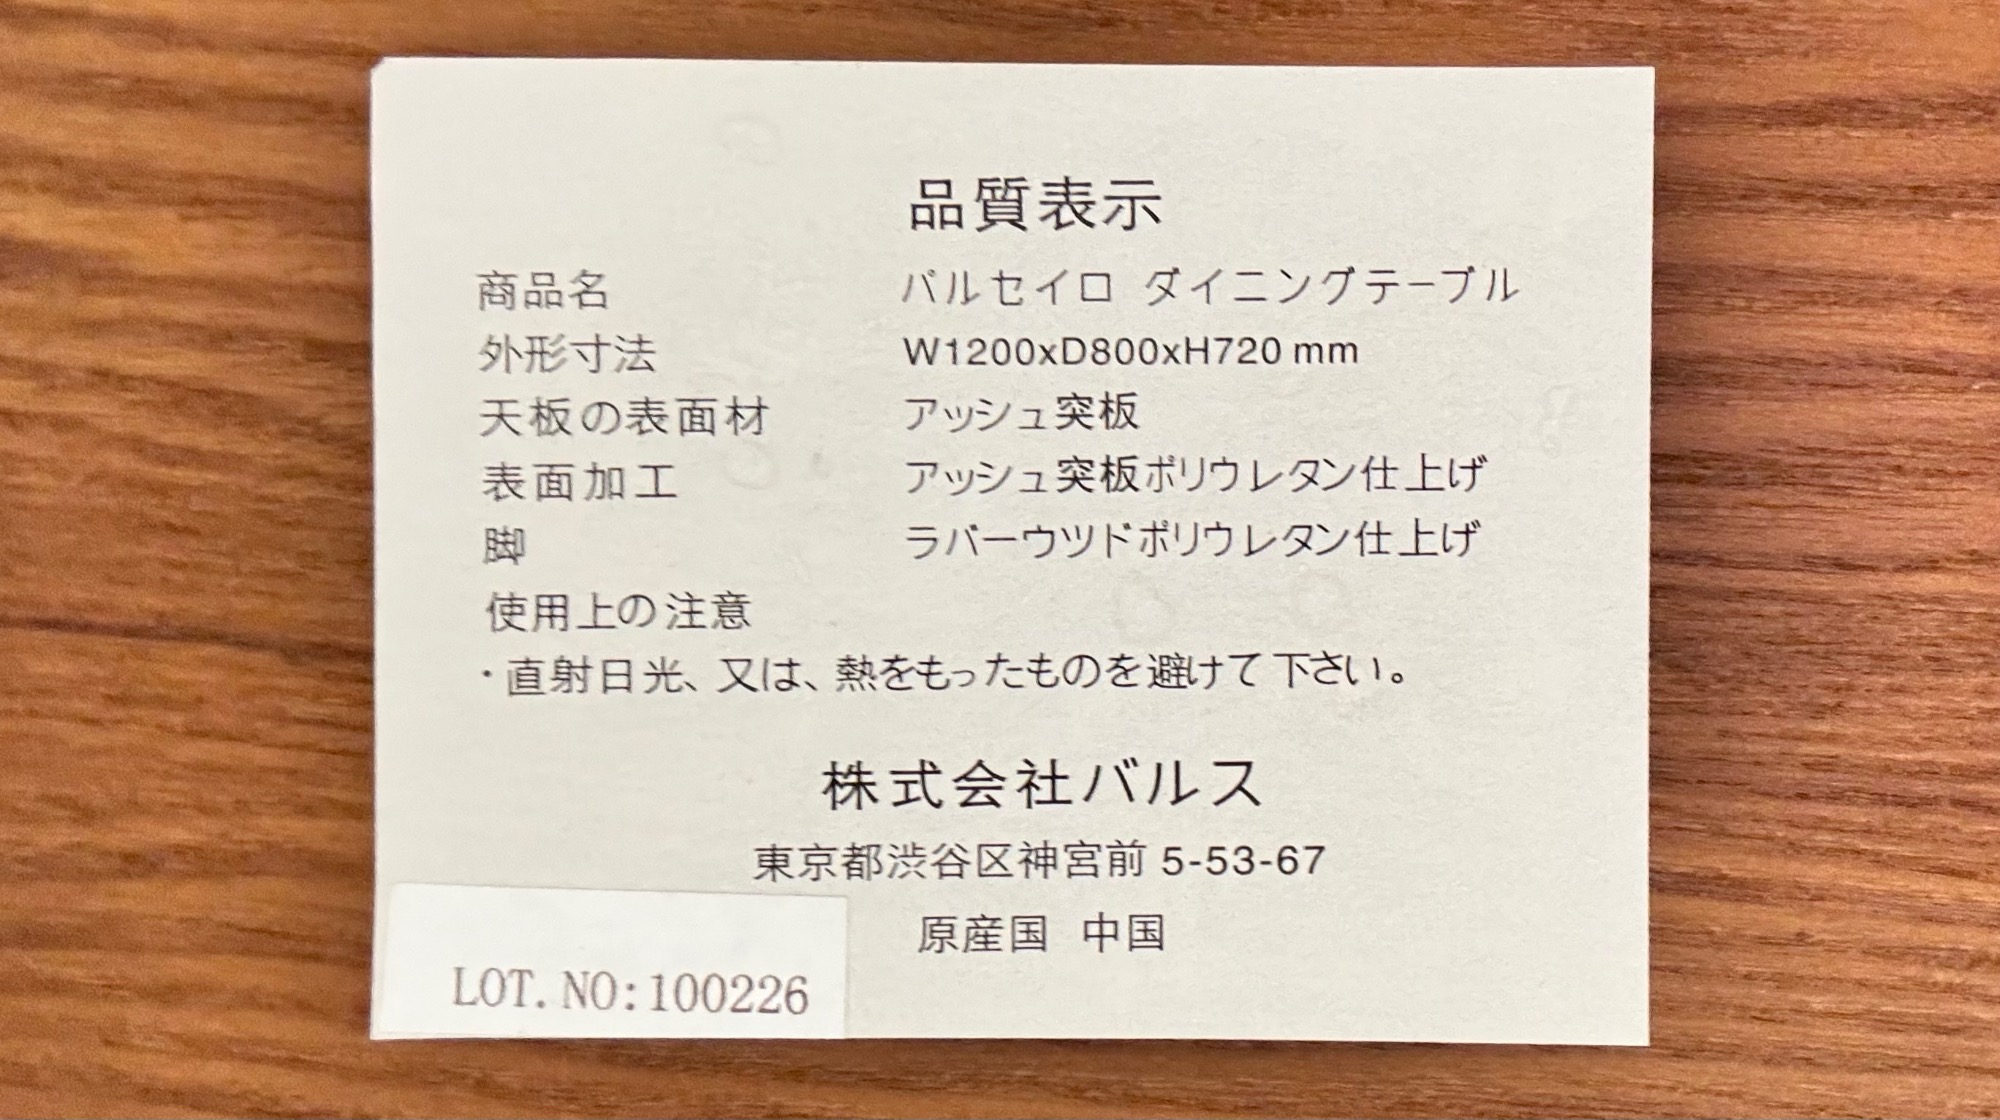 品質表示
商品名 パルセイロ ダイニングテーブル
外形寸法 W1200xD800xH720 mm
天板の表面材 アッシュ突板
表面加工 アッシュ突板ポリウレタン仕上げ
脚 ラバーウツドポリウレタン仕上げ
使用上の注意
・直射日光、又は、熱をもったものを避けて下さい。
株式会社バルス
東京都渋谷区神宮前 5-53-67
原産国 中国
LOT. NO:100226